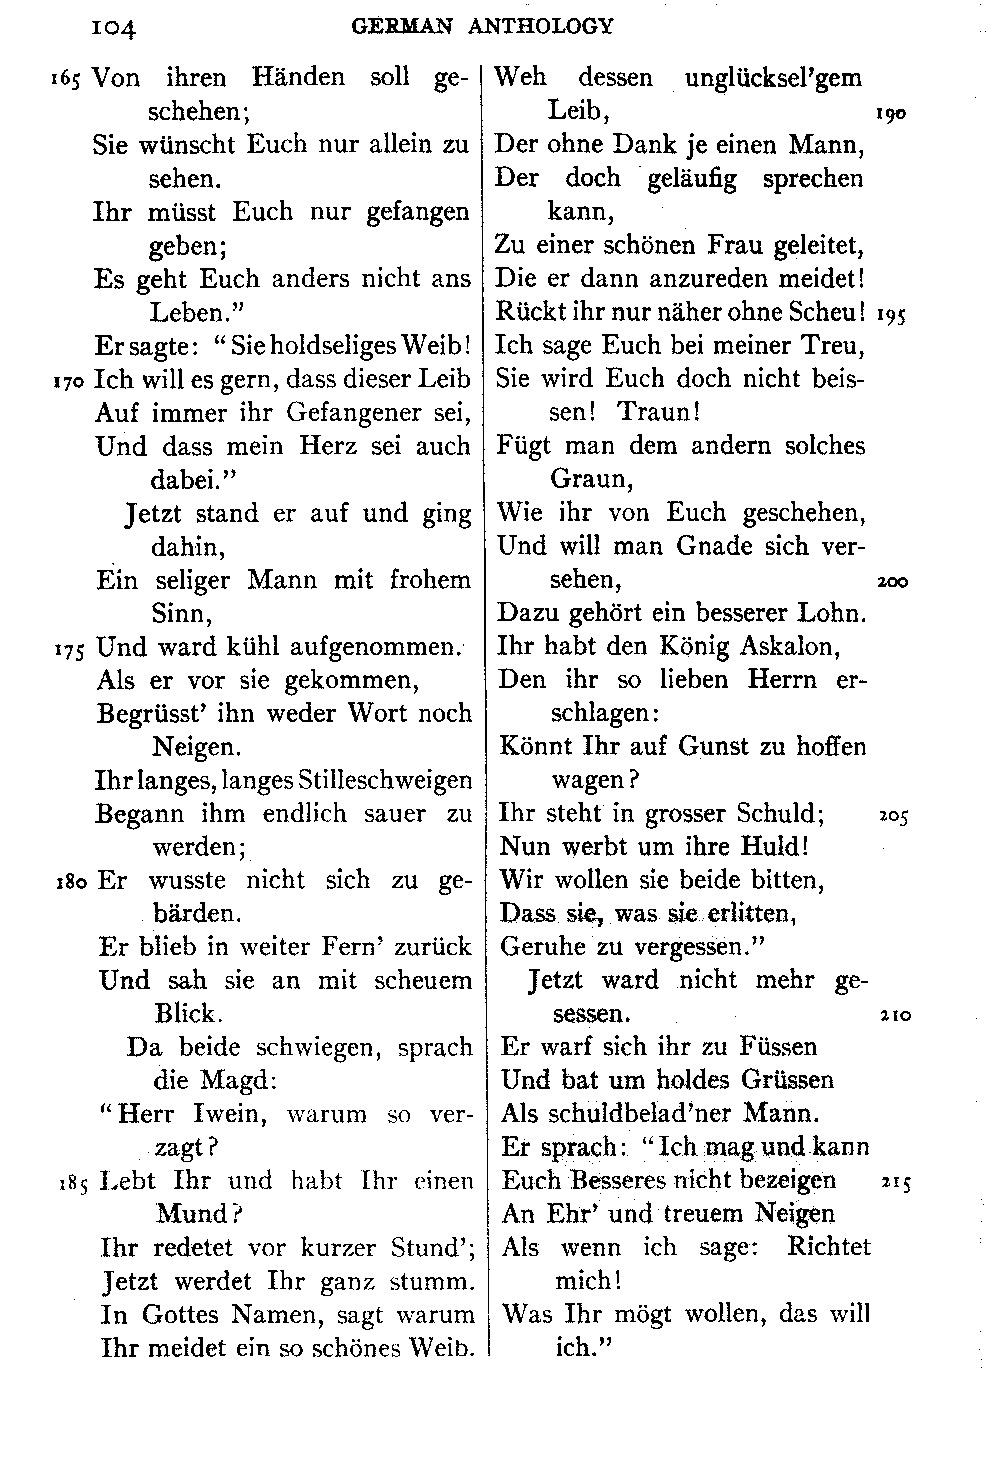 104 GERMAN ANTHOLOGY
165 Von ihren Händen soll ge-
schehen;
Sie wünscht Euch nur allein zu
sehen.
Ihr müsst Euch nur gefangen
geben;
Es geht Euch anders nicht ans
Leben.”
Er sagte: “Sie holdseliges Weib!
170 Ich will es gern, dass dieser Leib
Auf immer ihr Gefangener sei,
Und dass mein Herz sei auch
dabei.”
Jetzt stand er auf und ging
dahin,
Ein seliger Mann mit frohem
Sinn,
175 Und ward kühl aufgenommen.
Als er vor sie gekommen,
Begrüsst’ ihn weder Wort noch
Neigen.
Ihr langes, langes Stilleschweigen
Begann ihm endlich sauer zu
werden;
180 Er wusste nicht sich zu ge-
bärden.
Er blieb in weiter Fern’ zurück
Und sah sie an mit scheuem
Blick.
Da beide schwiegen, sprach
die Magd:
“Herr Iwein, warum so ver-
zagt?
185 Lebt Ihr und habt Ihr einen
Mund?
Ihr redetet vor kurzer Stund’;
Jetzt werdet Ihr ganz stumm.
In Gottes Namen, sagt warum
Ihr meidet ein so schönes Weib.
Weh dessen unglücksel’gem
Leib, 190
Der ohne Dank je einen Mann,
Der doch geläufig sprechen
kann,
Zu einer schönen Frau geleitet,
Die er dann anzureden meidet!
Rückt ihr nur näher ohne Scheu! 195
Ich sage Euch bei meiner Treu,
Sie wird Euch doch nicht beis-
sen! Traun!
Fügt man dem andern solches
Graun,
Wie ihr von Euch geschehen,
Und will man Gnade sich ver-
sehen, 200
Dazu gehört ein besserer Lohn.
Ihr habt den König Askalon,
Den ihr so lieben Herrn er-
schlagen:
Könnt Ihr auf Gunst zu hoffen
wagen?
Ihr steht in grosser Schuld; 205
Nun werbt um ihre Huld!
Wir wollen sie beide bitten,
Dass sie, was sie erlitten,
Geruhe zu vergessen.”
Jetzt ward nicht mehr ge-
sessen. 210
Er warf sich ihr zu Füssen
Und bat um holdes Grüssen
Als schuldbelad’ner Mann.
Er sprach: “Ich mag und kann
Euch Besseres nicht bezeigen 215
An Ehr’ und treuem Neigen
Als wenn ich sage: Richtet
mich!
Was Ihr mögt wollen, das will
ich.”